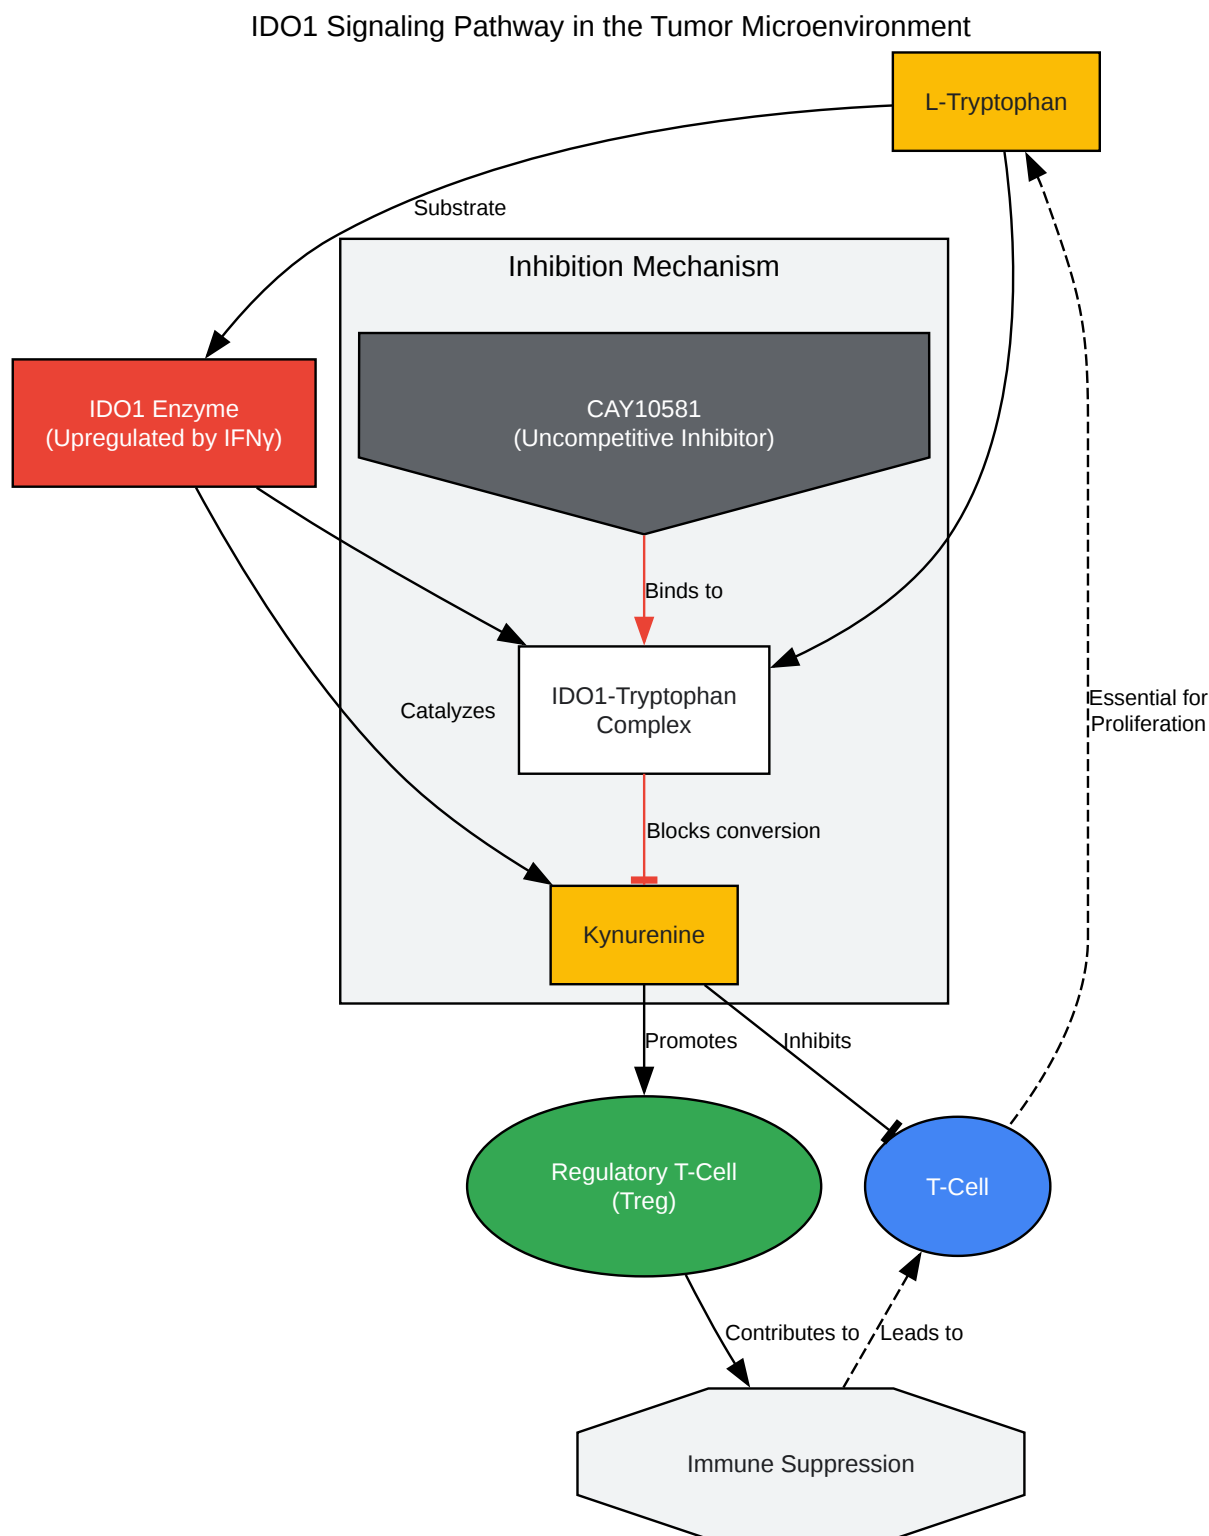 IDO1 Signaling Pathway in the Tumor Microenvironment
L-Tryptophan
Substrate
Inhibition Mechanism
IDO1 Enzyme
(Upregulated by IFNγ)
CAY10581
(Uncompetitive Inhibitor)
Binds to
IDO1-Tryptophan
Complex
Catalyzes
Essential for
Proliferation
Blocks conversion
Kynurenine
Promotes
Inhibits
Regulatory T-Cell
(Treg)
T-Cell
Contributes to
Leads to
Immune Suppression